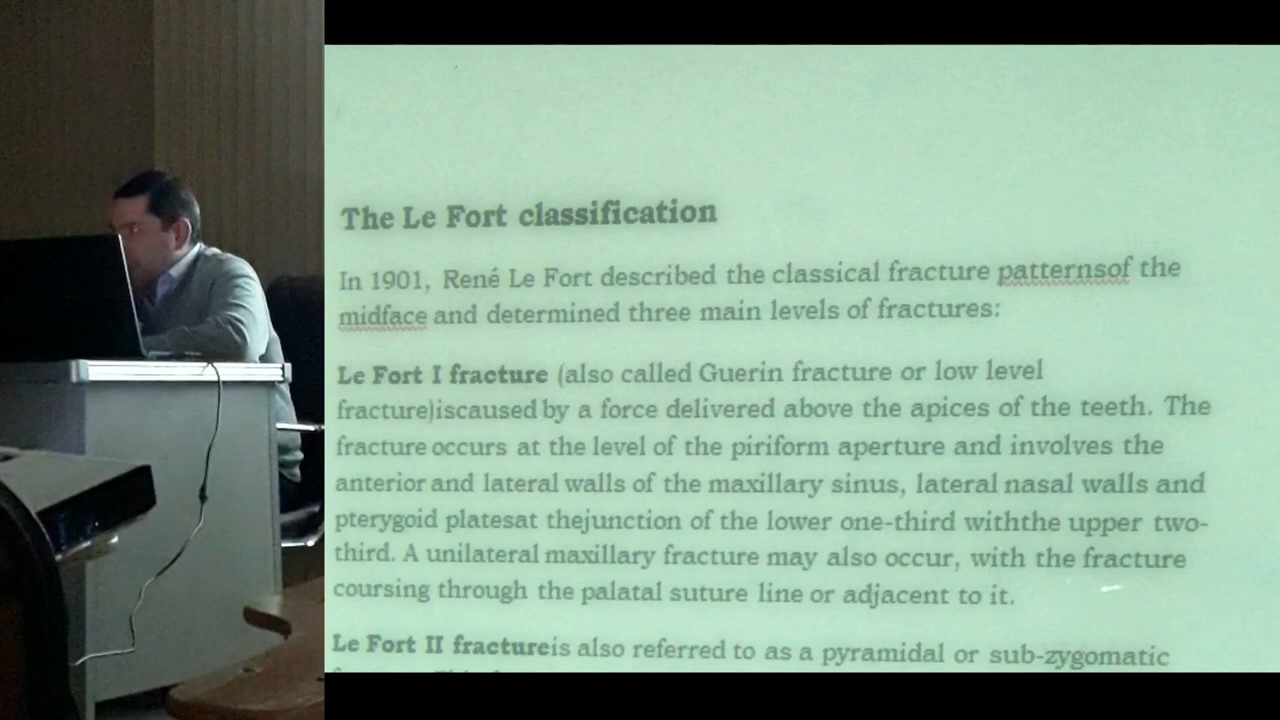 The Le Fort classification
In 1901, René Le Fort described the classical fracture patternsof the
midface and determined three main levels of fractures:
Le Fort I fracture (also called Guerin fracture or low level
fracture)iscaused by a force delivered above the apices of the teeth. The
fracture occurs at the level of the piriform aperture and involves the
anterior and lateral walls of the maxillary sinus, lateral nasal walls and
pterygoid platesat thejunction of the lower one-third withthe upper two-
third. A unilateral maxillary fracture may also occur, with the fracture
coursing through the palatal suture line or adjacent to it.
Le Fort II fractureis also referred to as a pyramidal or sub-zygomatic